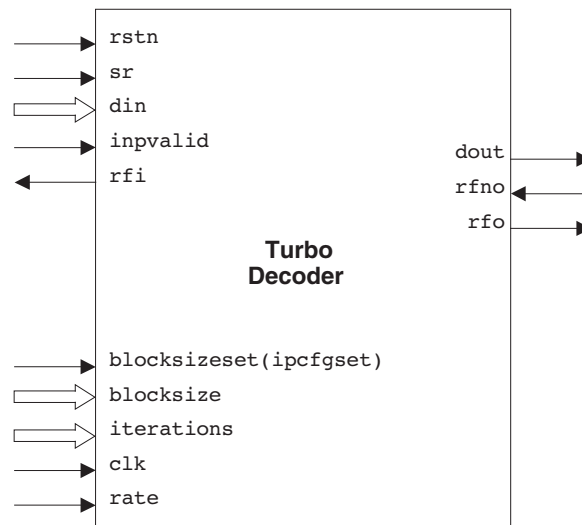 rstn
sr
din
inpvalid
rfi
dout
rfno
rfo
Turbo
Decoder
blocksizeset(ipcfgset)
blocksize
iterations
clk
rate